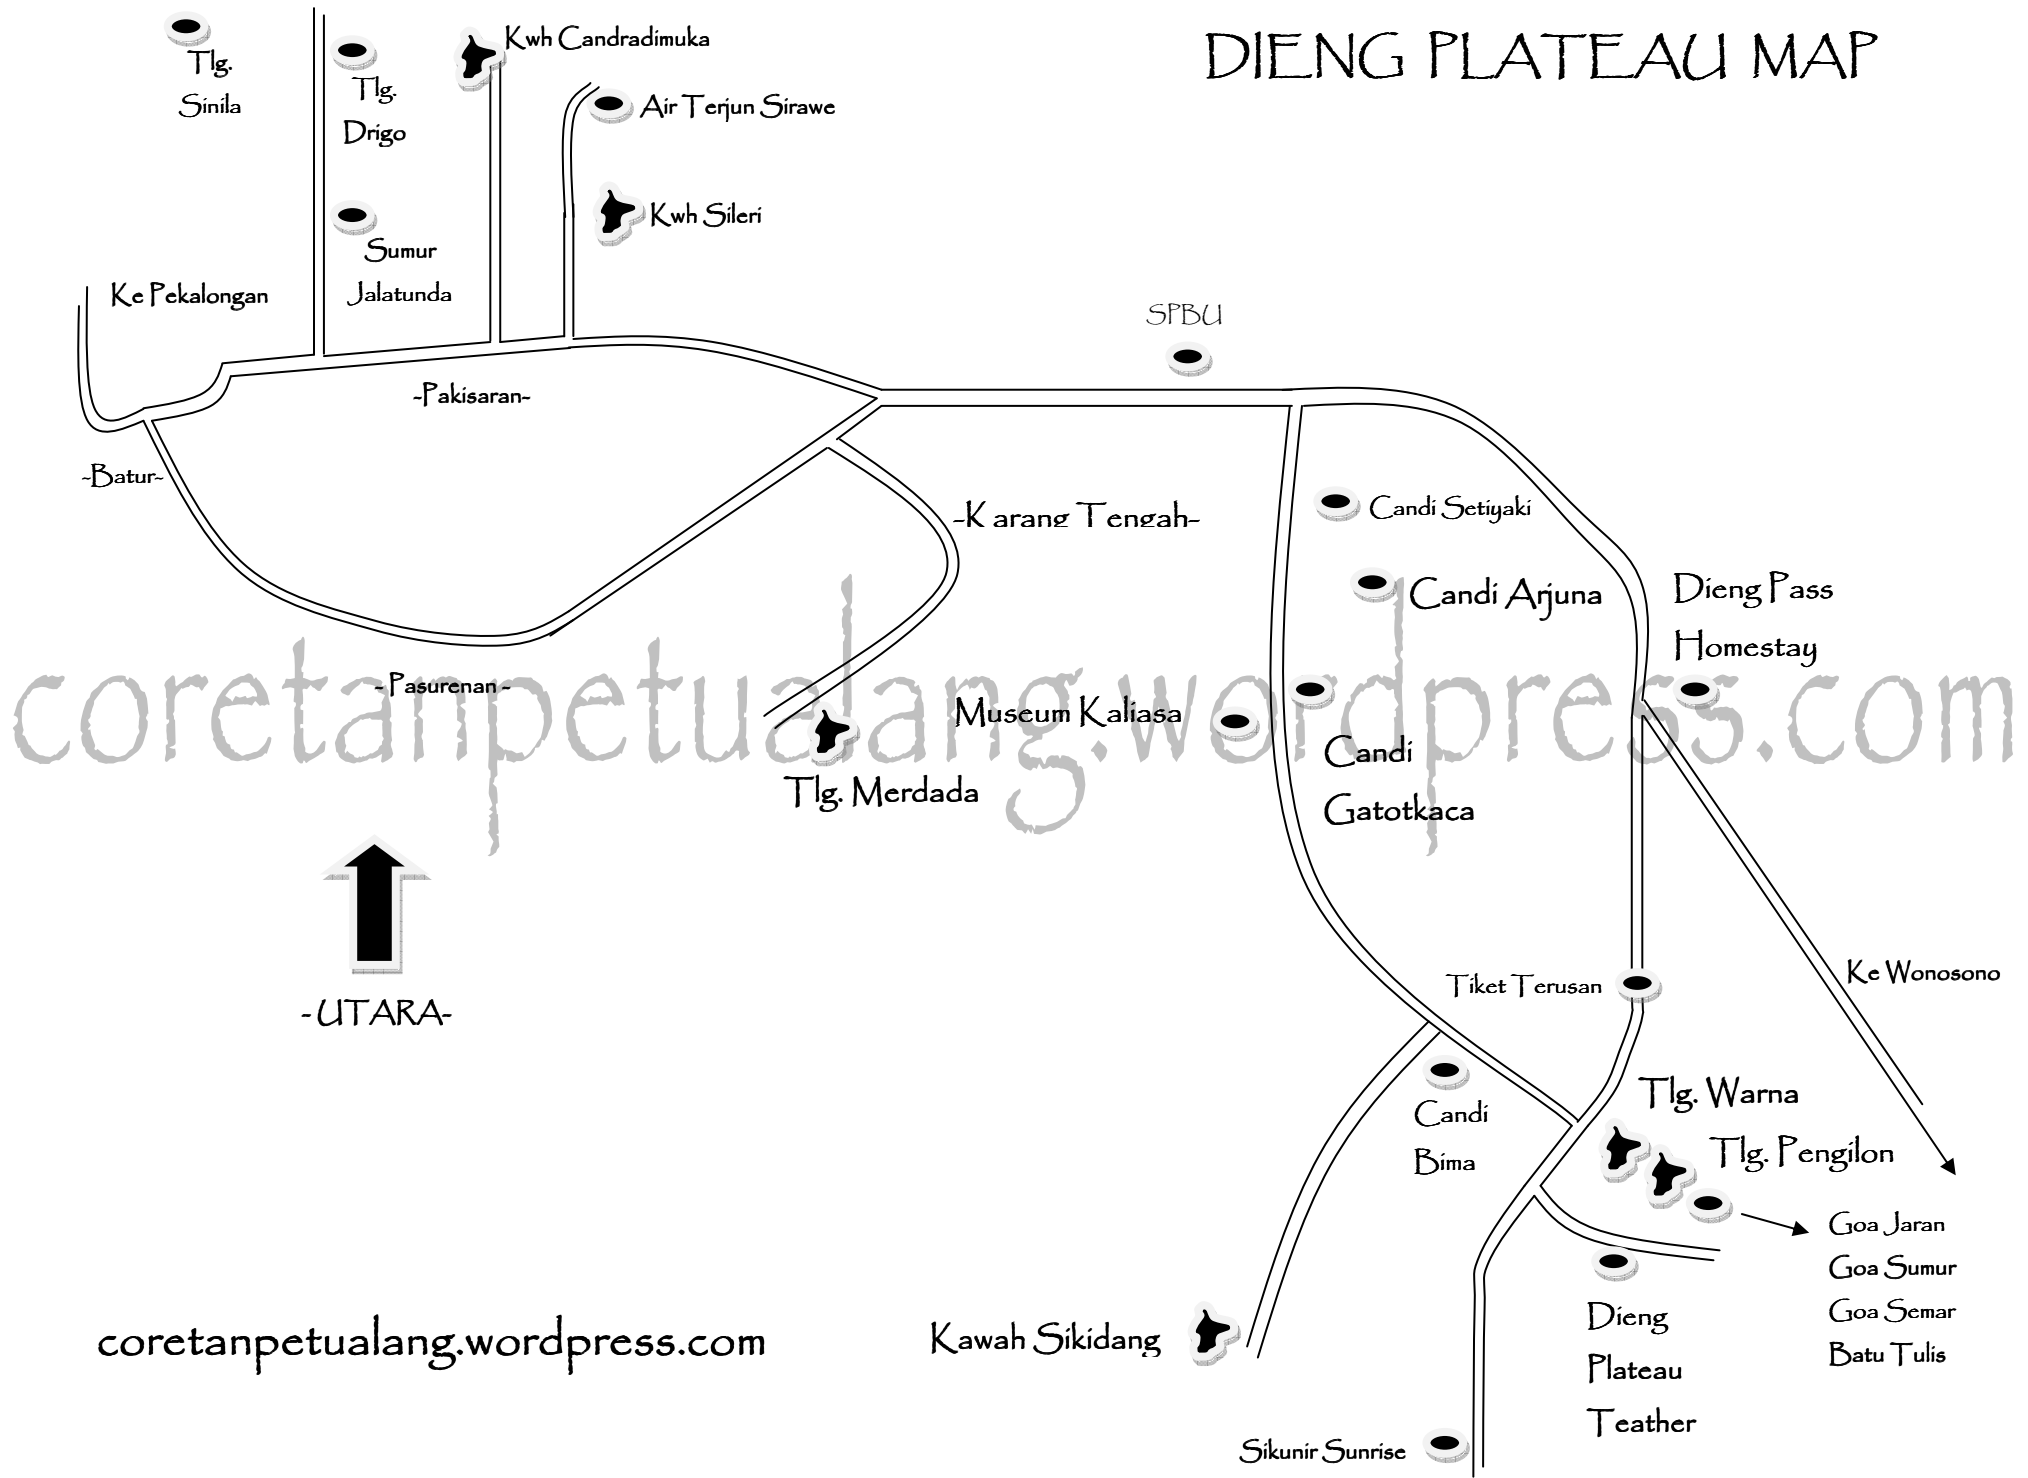 DIENG PLATEAU MAP
Tlg.
Sinila
Tlg.
Drigo
Kwh Candradimuka
Air Terjun Sirawe
Kwh Sileri
Sumur
Jalatunda
Ke Pekalongan
SPBU
-Pakisaran-
-Batur-
-Karang Tengah-
Candi Setiyaki
Candi Arjuna
Dieng Pass
Homestay
- Pasurenan -
coretanpetualang.wordpress.com
Museum Kaliasa
Candi
Gatotkaca
Tlg. Merdada
- UTARA-
Tiket Terusan
Ke Wonosono
Candi
Bima
Tlg. Warna
Tlg. Pengilon
Goa Jaran
Goa Sumur
Goa Semar
Batu Tulis
Dieng
Plateau
Teather
Kawah Sikidang
coretanpetualang.wordpress.com
Sikunir Sunrise